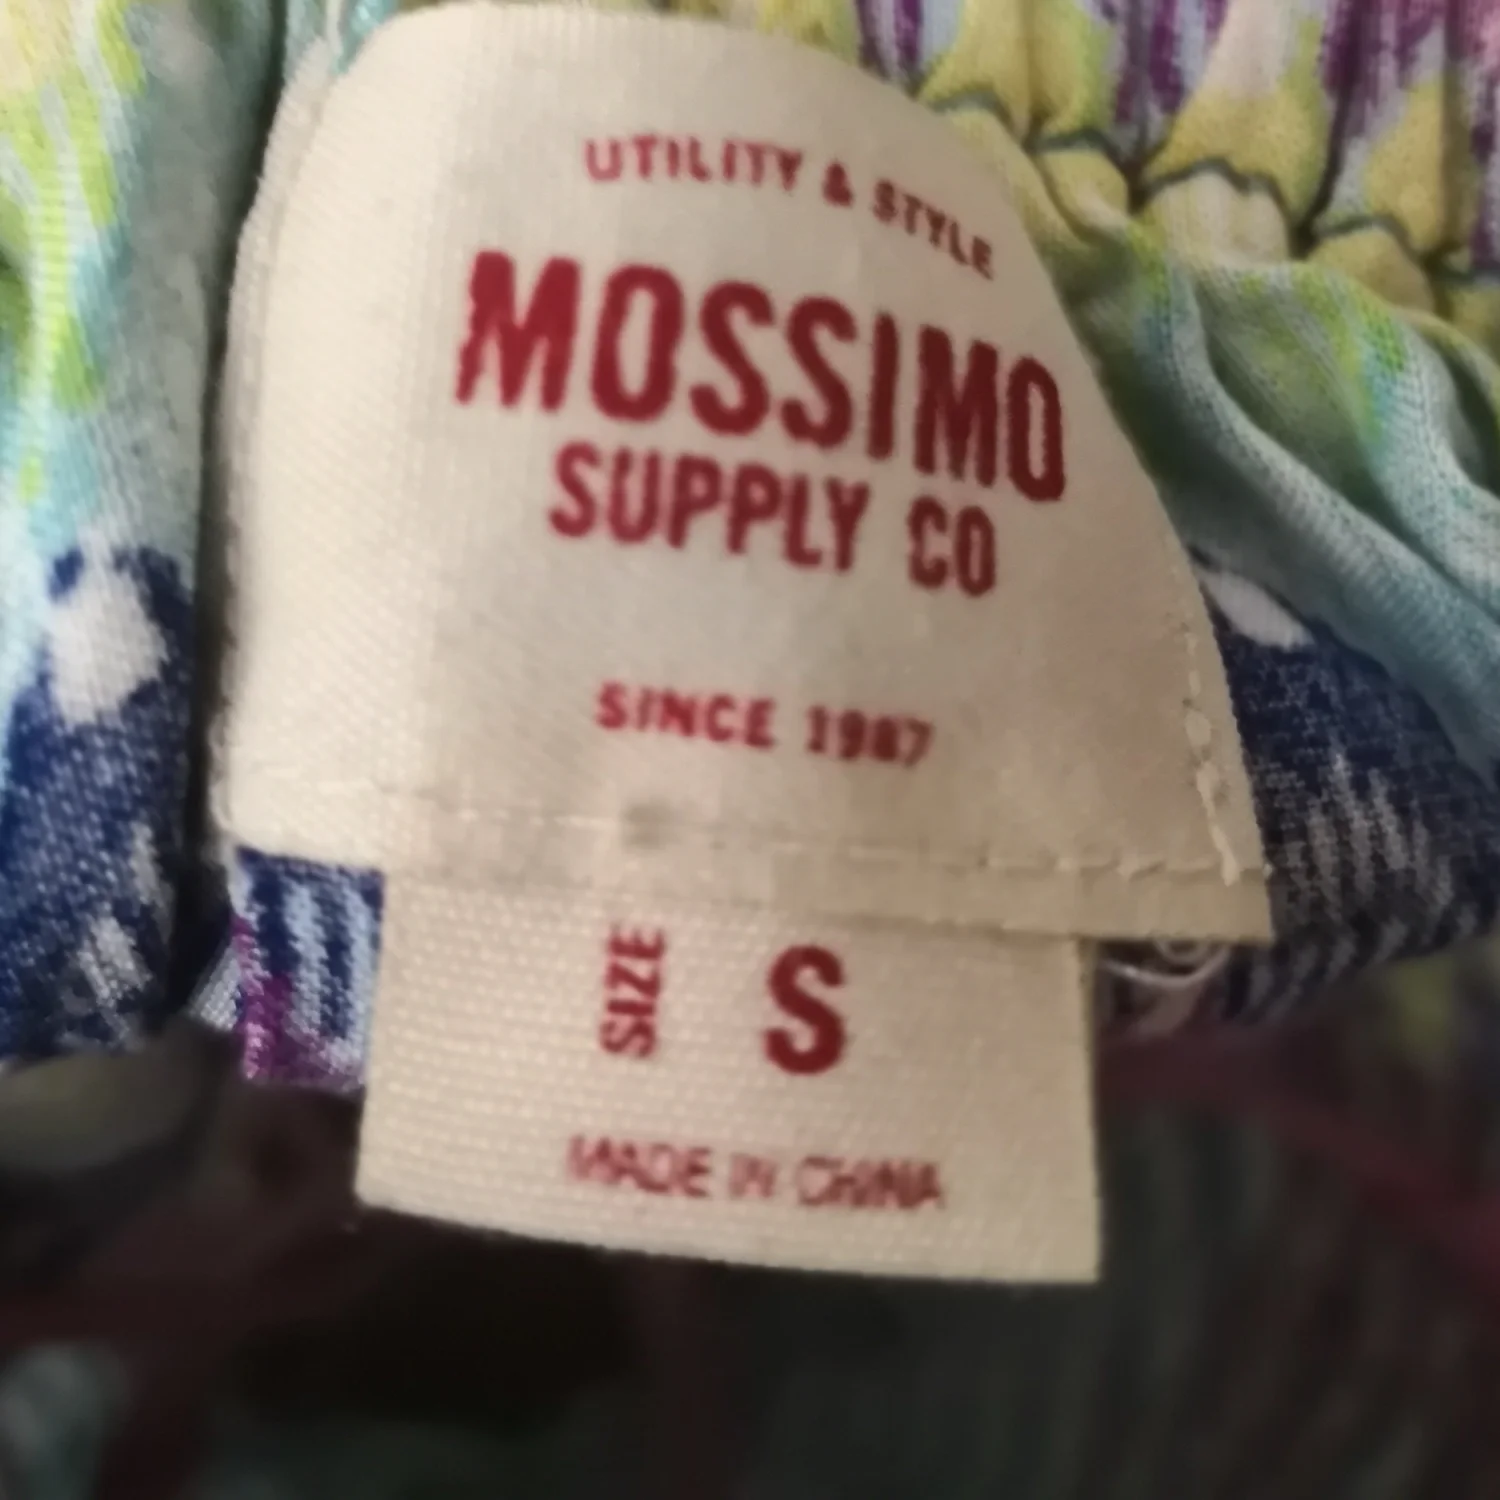 UTILITY & STYLE
MOSSIMO
SUPPLY CO
SINCE 1987
SIZE S
MADE IN CHINA